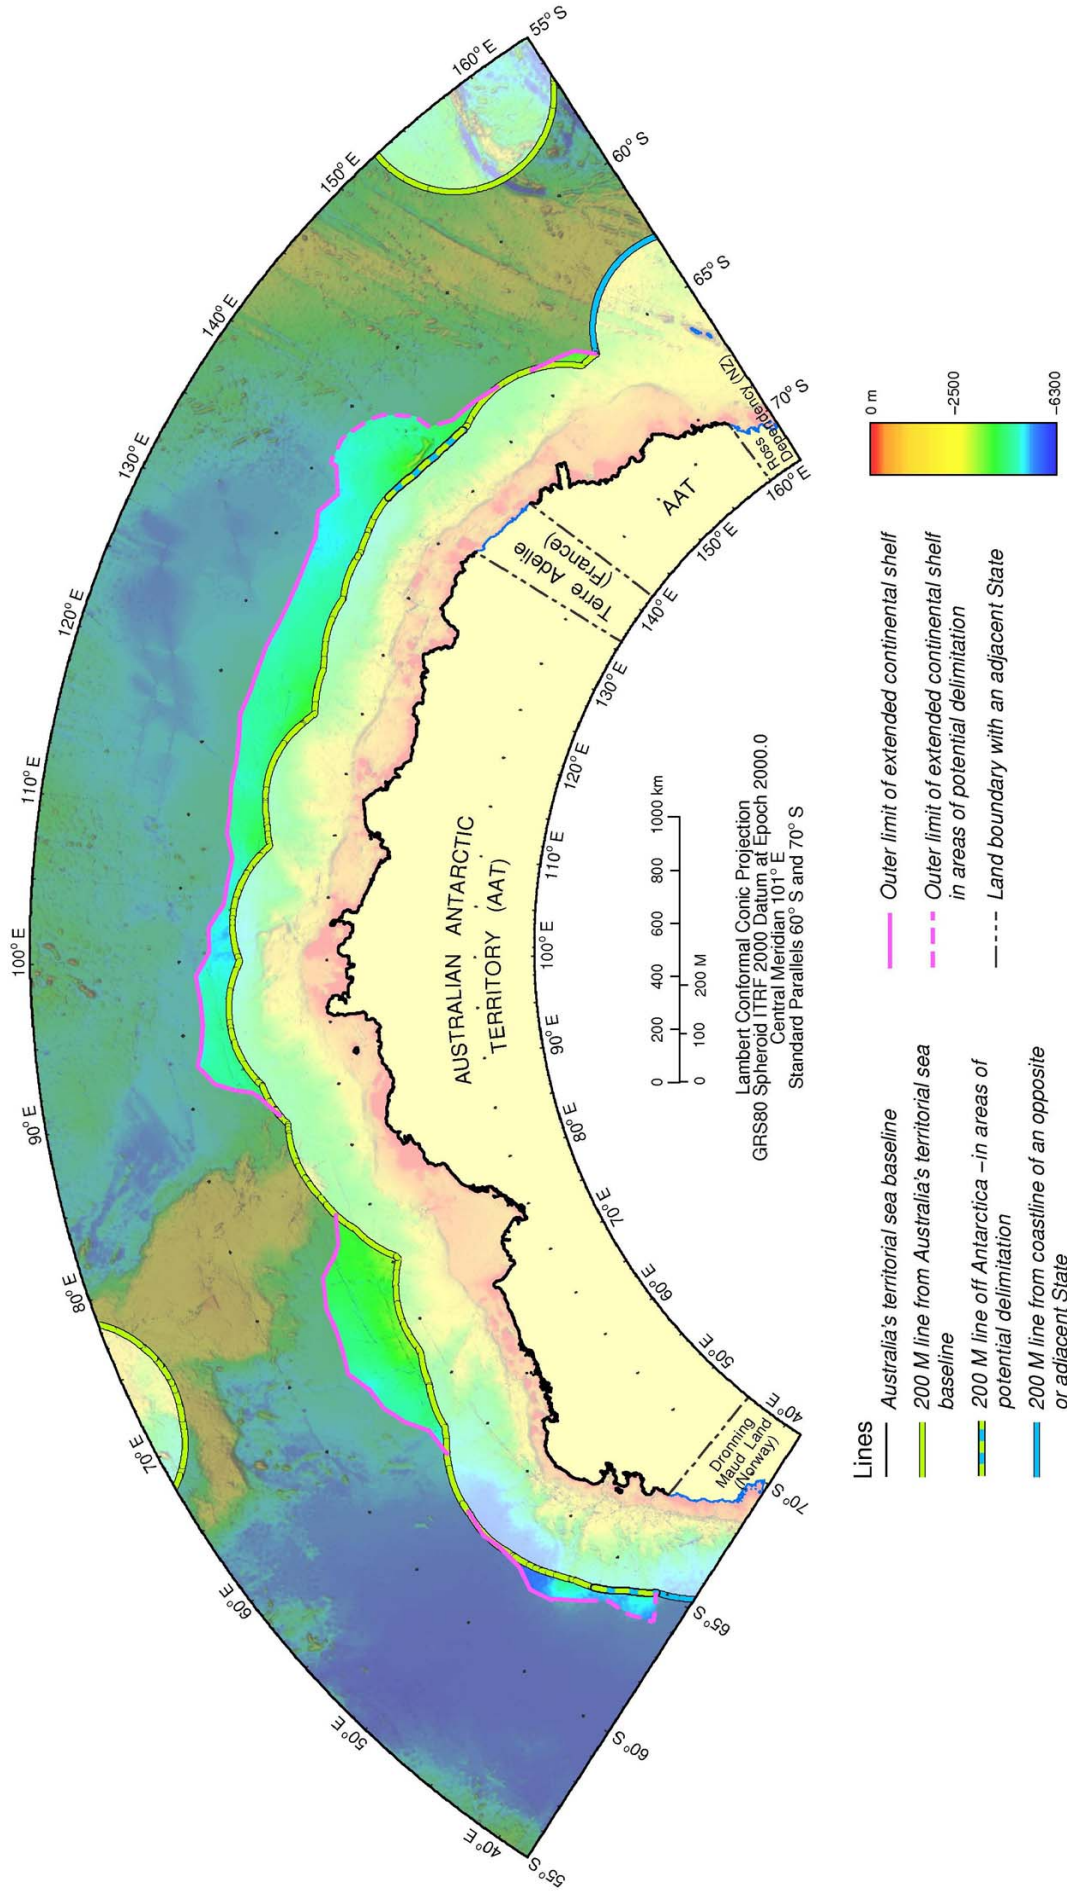 40° E
50° E
60° E
70° E
80° E
90° E
100° E
110° E
120° E
130° E
140° E
150° E
160° E
55° S
60° S
65° S
70° S
55° S
60° S
65° S
70° S
Dronning
Maud Land
(Norway)
AUSTRALIAN ANTARCTIC
TERRITORY (AAT)
Terre Adelie
(France)
AAT
Ross
Dependency (NZ)
40° E
50° E
60° E
70° E
80° E
90° E
100° E
110° E
120° E
130° E
140° E
150° E
160° E
0 200 400 600 800 1000 km
0 100 200 M
Lambert Conformal Conic Projection
GRS80 Spheroid ITRF 2000 Datum at Epoch 2000.0
Central Meridian 101° E
Standard Parallels 60° S and 70° S
Lines
Australia's territorial sea baseline
200 M line from Australia's territorial sea
baseline
200 M line off Antarctica – in areas of
potential delimitation
200 M line from coastline of an opposite
or adjacent State
Outer limit of extended continental shelf
Outer limit of extended continental shelf
in areas of potential delimitation
Land boundary with an adjacent State
0 m
−2500
−6300